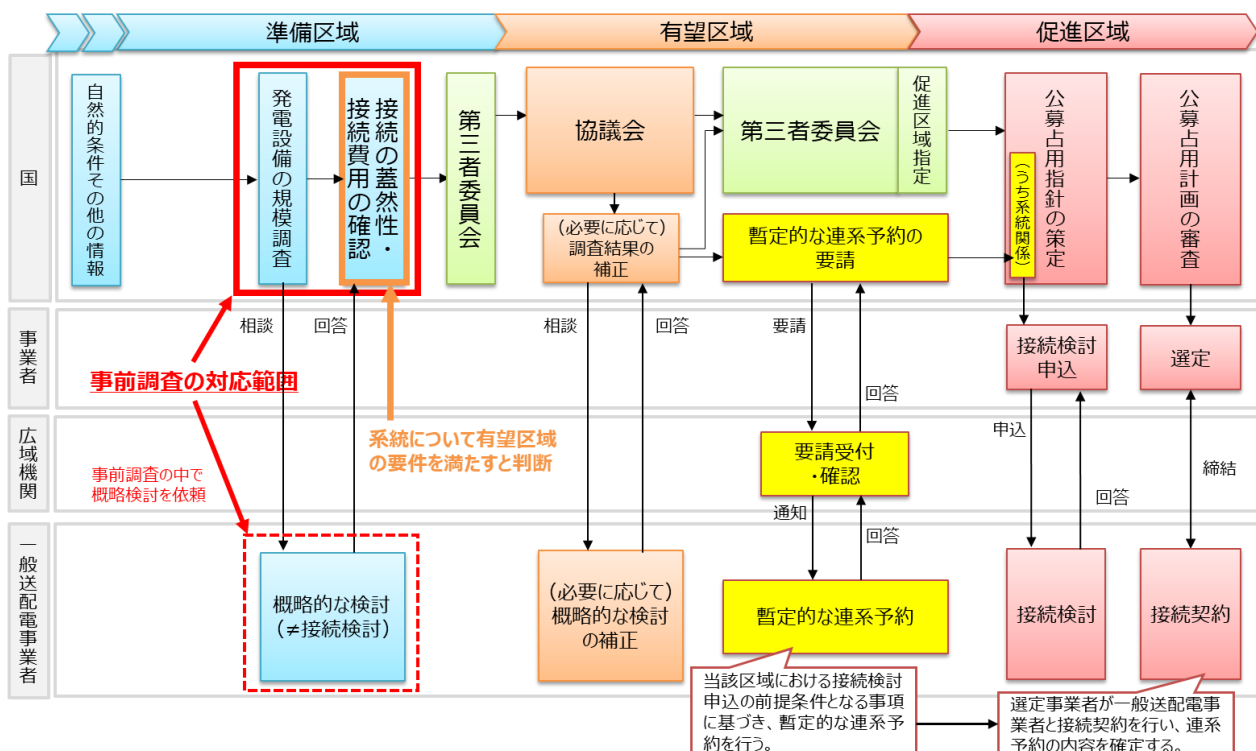 準備区域
有望区域
促進区域
国
自然的条件その他の情報
発電設備の規模調査
接続の蓋然性・
接続費用の確認
第三者委員会
協議会
(必要に応じて)
調査結果の
補正
第三者委員会
促進区域指定
暫定的な連系予約の
要請
公募占用指針の策定
(うち系統関係)
公募占用計画の審査
事業者
相談
回答
相談
回答
要請
回答
接続検討
申込
選定
事前調査の対応範囲
広域機関
系統について有望区域
の要件を満たすと判断
事前調査の中で
概略検討を依頼
要請受付
・確認
通知
回答
申込
回答
締結
一般送配電事業者
概略的な検討
(≠接続検討)
(必要に応じて)
概略的な検討
の補正
暫定的な連系予約
接続検討
接続契約
当該区域における接続検討
申込の前提条件となる事項
に基づき、暫定的な連系予
約を行う。
選定事業者が一般送配電事
業者と接続契約を行い、連系
予約の内容を確定する。